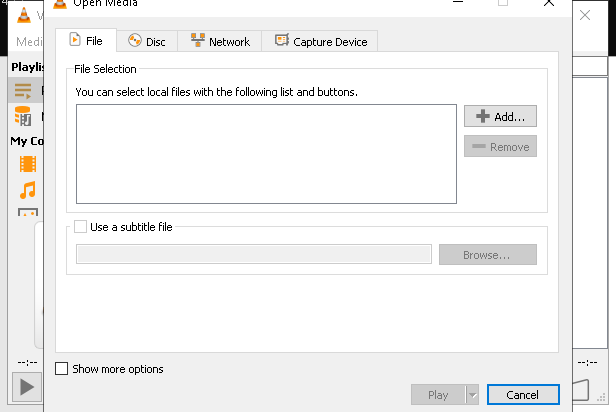 Open Media
Medi
File
Disc
Network
Capture Device
Playlis
File Selection
You can select local files with the following list and buttons.
Add...
Remove
My Co
Use a subtitle file
Browse...
--:--
--:--
Show more options
Play
Cancel